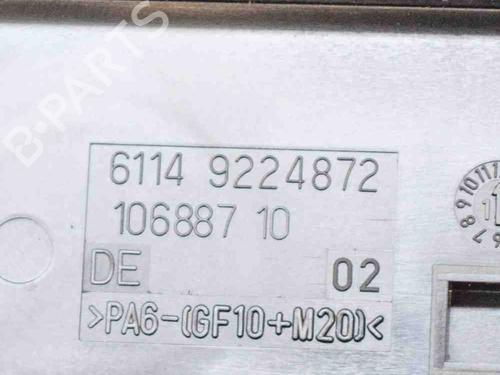 B-PARTS
6114 9224872
106887 10
DE 02
>PA6-(GF10+M20)<